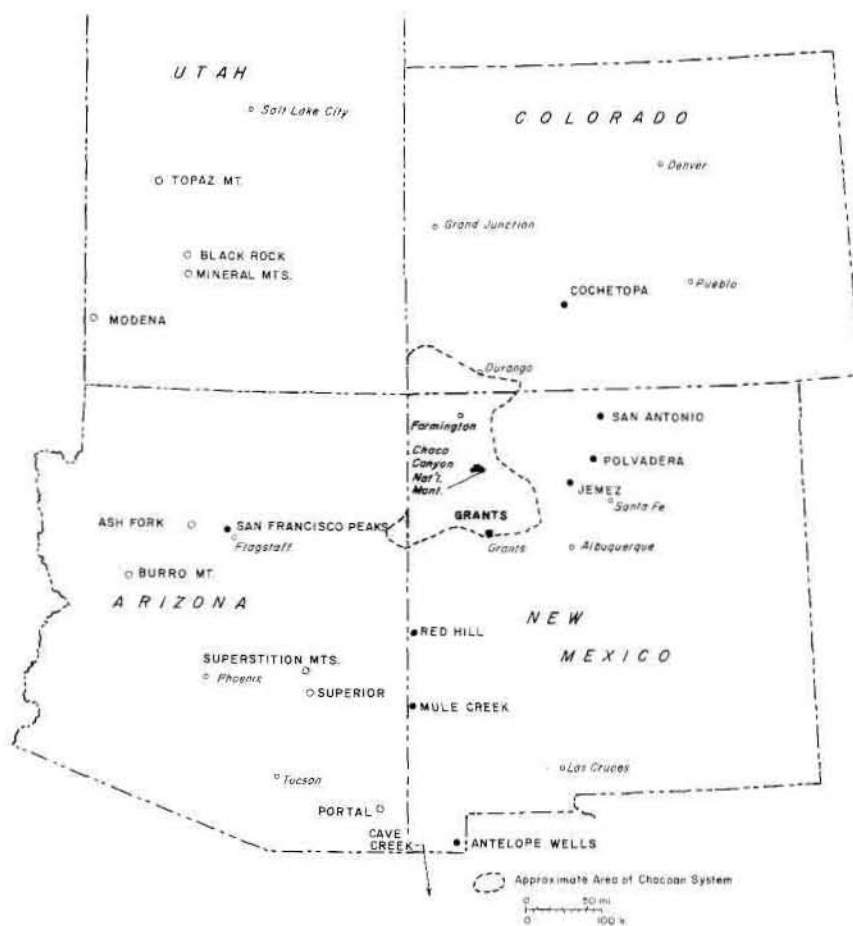 UTAH
Salt Lake City
COLORADO
Denver
TOPAZ MT.
Grand Junction
BLACK ROCK
MINERAL MTS.
Pueblo
COCHETOPA
MODENA
Durango
Farmington
SAN ANTONIO
Chaco
Canyon
Nat'l.
Mont.
POLVADERA
JEMEZ
Santa Fe
ASH FORK
SAN FRANCISCO PEAKS
Flagstaff
GRANTS
Grants
Albuquerque
BURRO MT.
ARIZONA
NEW
MEXICO
RED HILL
SUPERSTITION MTS.
Phoenix
SUPERIOR
MULE CREEK
Tucson
Las Cruces
PORTAL
CAVE
CREEK
ANTELOPE WELLS
Approximate Area of Chacoan System
0 50 mi.
0 100 k.